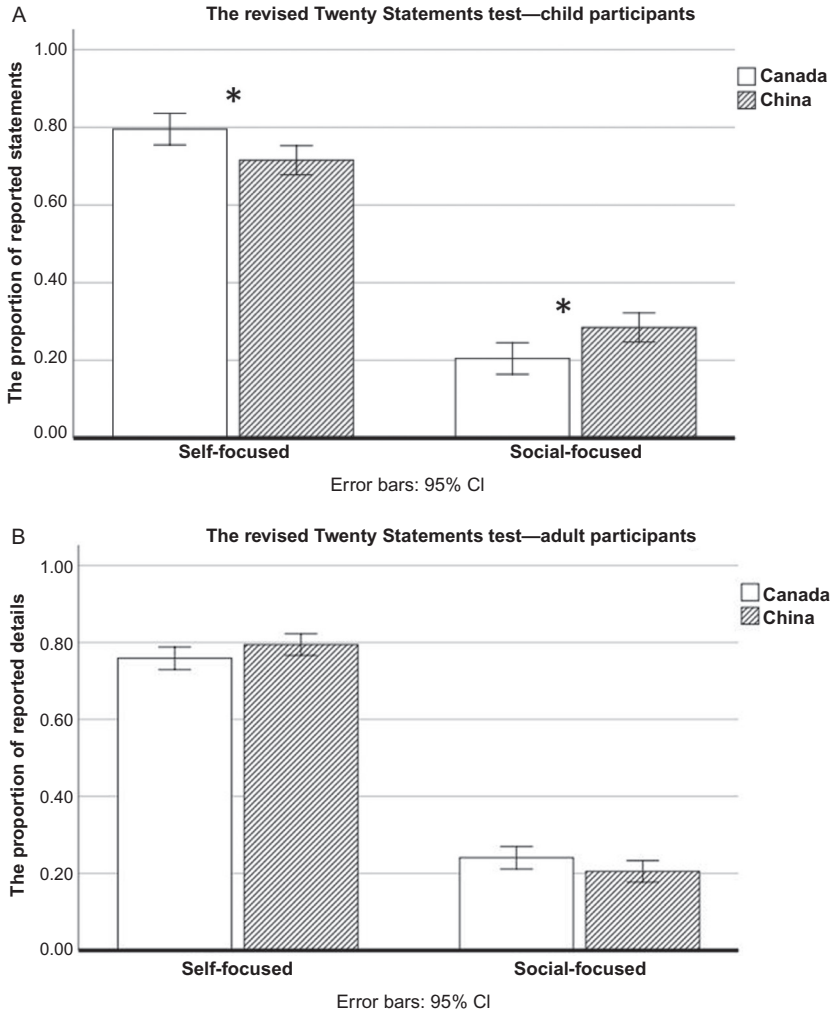 A
The revised Twenty Statements test—child participants
The proportion of reported statements
1.00
0.80
0.60
0.40
0.20
0.00
*
*
Canada
China
Self-focused
Social-focused
Error bars: 95% CI
B
The revised Twenty Statements test—adult participants
The proportion of reported details
1.00
0.80
0.60
0.40
0.20
0.00
Canada
China
Self-focused
Social-focused
Error bars: 95% CI